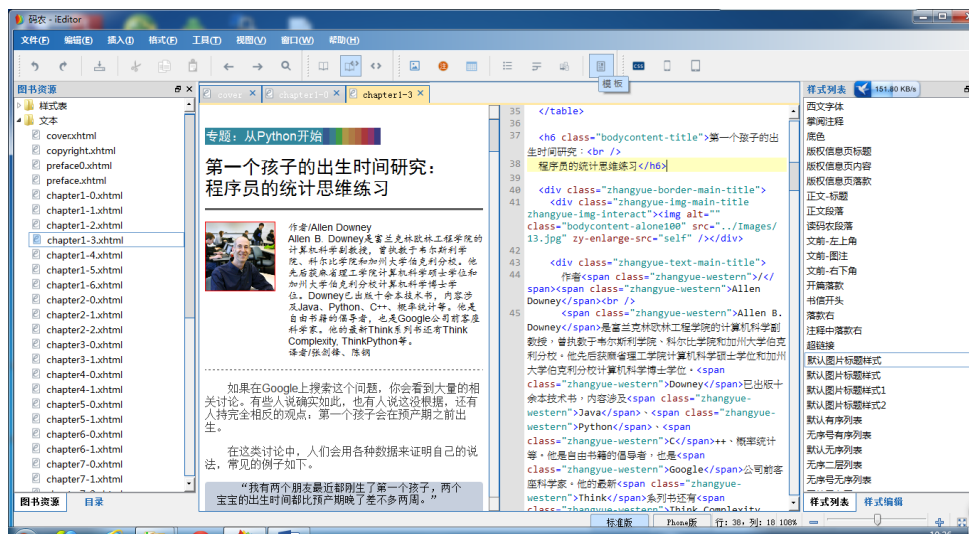 码农 - iEditor
文件(F) 编辑(E) 插入(I) 格式(F) 工具(T) 视图(V) 窗口(W) 帮助(H)
CSS
模板
图书资源
样式表
文本
cover.xhtml
copyright.xhtml
preface0.xhtml
preface.xhtml
chapter1-0.xhtml
chapter1-1.xhtml
chapter1-2.xhtml
chapter1-3.xhtml
chapter1-4.xhtml
chapter1-5.xhtml
chapter1-6.xhtml
chapter2-0.xhtml
chapter2-1.xhtml
chapter2-2.xhtml
chapter3-0.xhtml
chapter3-1.xhtml
chapter4-0.xhtml
chapter4-1.xhtml
chapter5-0.xhtml
chapter5-1.xhtml
chapter6-0.xhtml
chapter6-1.xhtml
chapter7-0.xhtml
chapter7-1.xhtml
图书资源 目录
cover chapter1-0 chapter1-3
专题：从Python开始
第一个孩子的出生时间研究：
程序员的统计思维练习
作者/Allen Downey
Allen B. Downey是富兰克林欧林工程学院的
计算机科学副教授，曾执教于韦尔斯利学
院、科尔比学院和加州大学伯克利分校。他
先后获麻省理工学院计算机科学硕士学位和
加州大学伯克利分校计算机科学博士学
位。Downey已出版十余本技术书，内容涉
及Java、Python、C++、概率统计等。他是
自由书籍的倡导者，也是Google公司前客座
科学家。他的最新Think系列书还有Think
Complexity, ThinkPython等。
译者/张剑锋、陈钢
如果在Google上搜索这个问题，你会看到大量的相
关讨论。有些人说确实如此，也有人说这没根据，还有
人持完全相反的观点：第一个孩子会在预产期之前出
生。
在这类讨论中，人们会用各种数据来证明自己的说
法，常见的例子如下。
“我有两个朋友最近都刚生了第一个孩子，两个
宝宝的出生时间都比预产期晚了差不多两周。”
35 </table>
36
37 <h6 class="bodycontent-title">第一个孩子的出
生时间研究：<br />
38 程序员的统计思维练习</h6>
39
40 <div class="zhangyue-border-main-title">
41 <div class="zhangyue-img-main-title
zhangyue-img-interact"><img alt=""
class="bodycontent-alone100" src="../Images/
13.jpg" zy-enlarge-src="self" /></div>
42
43 <div class="zhangyue-text-main-title">
44 作者<span class="zhangyue-western">/</
span><span class="zhangyue-western">Allen
Downey</span><br />
45 <span class="zhangyue-western">Allen B.
Downey</span>是富兰克林欧林工程学院的计算机科学副
教授，曾执教于韦尔斯利学院、科尔比学院和加州大学伯克
利分校。他先后获麻省理工学院计算机科学硕士学位和加州
大学伯克利分校计算机科学博士学位。<span
class="zhangyue-western">Downey</span>已出版十
余本技术书，内容涉及<span class="zhangyue-
western">Java</span>、<span class="zhangyue-
western">Python</span>、<span
class="zhangyue-western">C</span>++、概率统计
等。他是自由书籍的倡导者，也是<span
class="zhangyue-western">Google</span>公司前客
座科学家。他的最新<span class="zhangyue-
western">Think</span>系列书还有<span
class="zhangyue-western">Think Complexity
样式列表 151.80 KB/s
西文字体
掌阅注释
底色
版权信息页标题
版权信息页内容
版权信息页落款
正文-标题
正文段落
读码农段落
文前-左上角
文前-图注
文前-右下角
开篇落款
书信开头
落款右
注释中落款右
超链接
默认图片标题样式
默认图片标题样式
默认图片标题样式1
默认图片标题样式2
默认有序列表
无序号有序列表
默认无序列表
无序二层列表
无序号无序列表
样式列表 样式编辑
标准版 Phone版 行: 38, 列: 18 108%